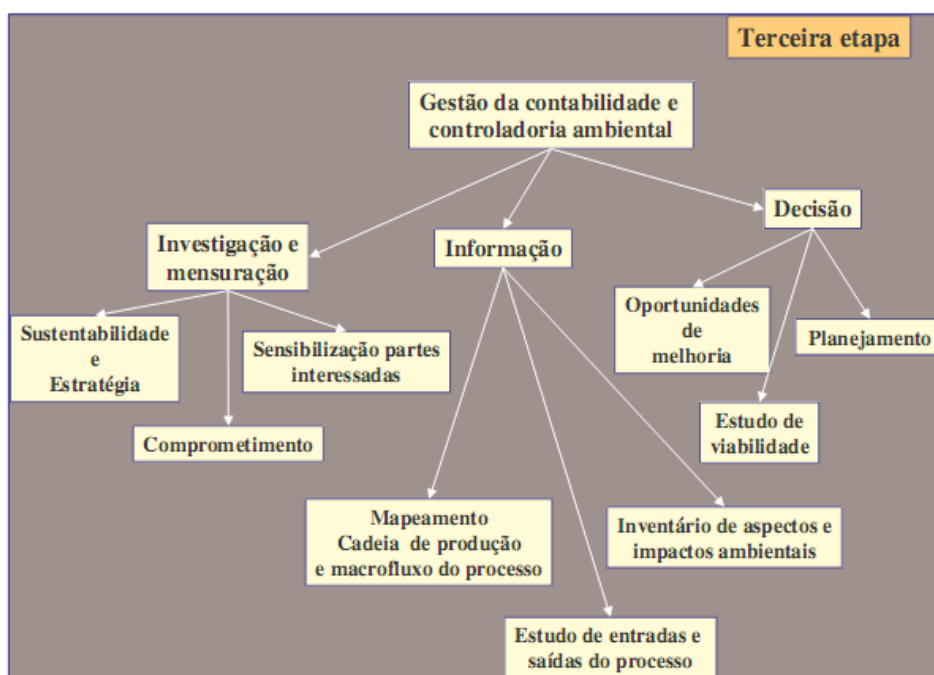 Terceira etapa
Gestão da contabilidade e
controladoria ambiental
Decisão
Investigação e
mensuração
Informação
Oportunidades
de
melhoria
Planejamento
Sustentabilidade
e
Estratégia
Sensibilização partes
interessadas
Comprometimento
Estudo de
viabilidade
Mapeamento
Cadeia de produção
e macrofluxo do processo
Inventário de aspectos e
impactos ambientais
Estudo de entradas e
saídas do processo